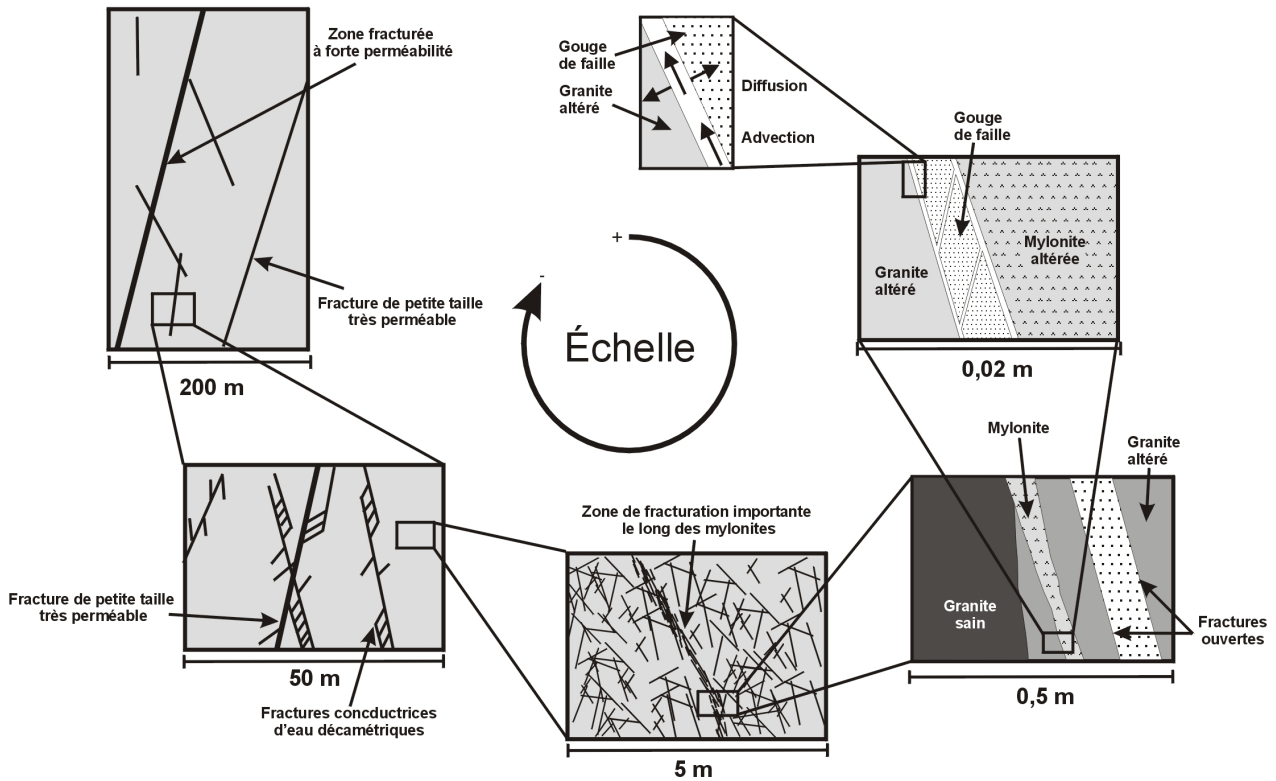 Zone fracturée
à forte perméabilité
Fracture de petite taille
très perméable
200 m
Gouge
de faille
Granite
altéré
Diffusion
Advection
Gouge
de faille
Granite
altéré
Mylonite
altérée
0,02 m
+
-
Échelle
Fracture de petite taille
très perméable
50 m
Fractures concductrices
d'eau décamétriques
Zone de fracturation importante
le long des mylonites
5 m
Mylonite
Granite
altéré
Granite
sain
Fractures
ouvertes
0,5 m